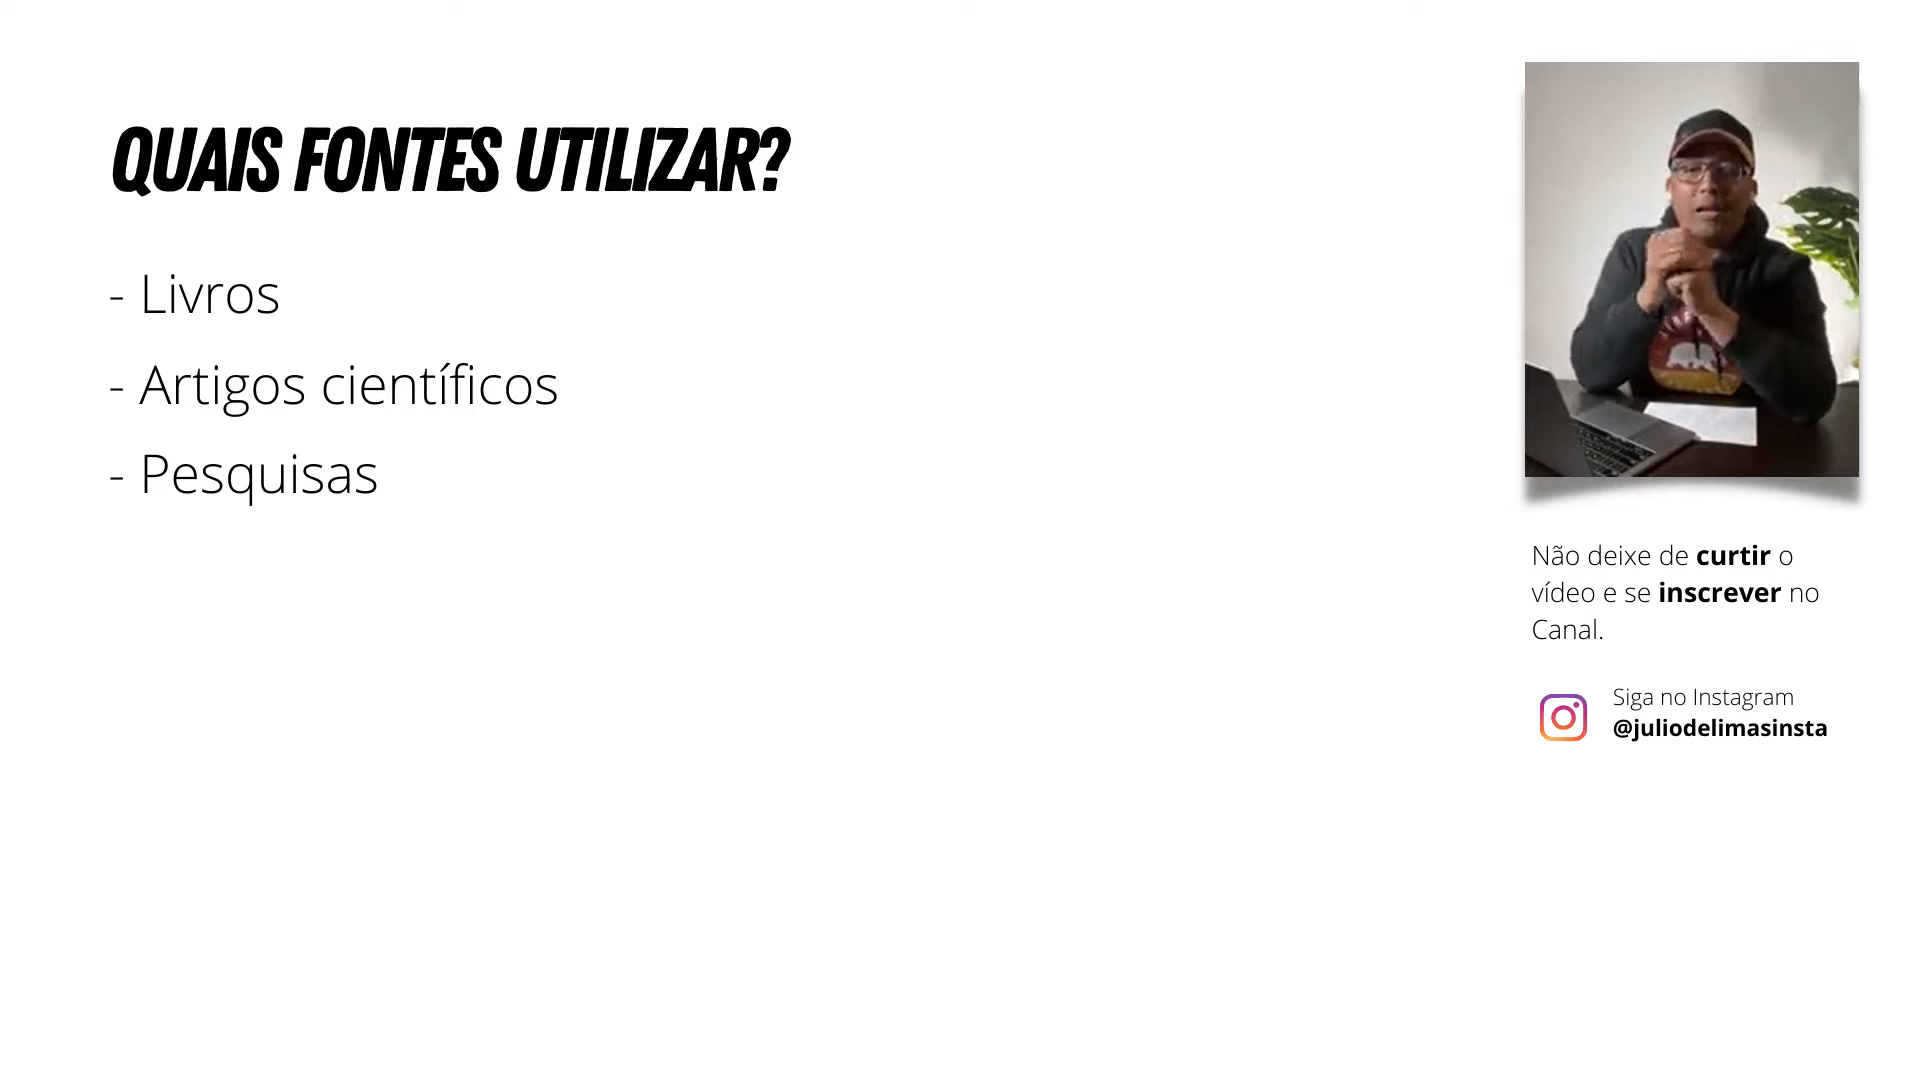 QUAIS FONTES UTILIZAR?
- Livros
- Artigos científicos
- Pesquisas
Não deixe de curtir o
vídeo e se inscrever no
Canal.
Siga no Instagram
@juliodelimasinsta